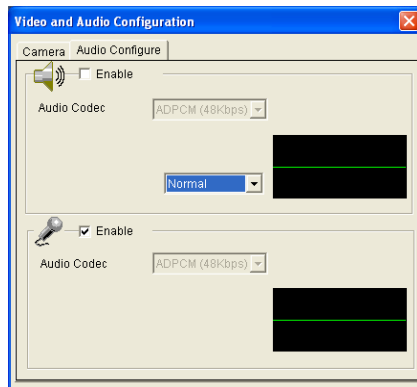 Video and Audio Configuration
Camera Audio Configure
Enable
Audio Codec ADPCM (48Kbps)
Normal
Enable
Audio Codec ADPCM (48Kbps)